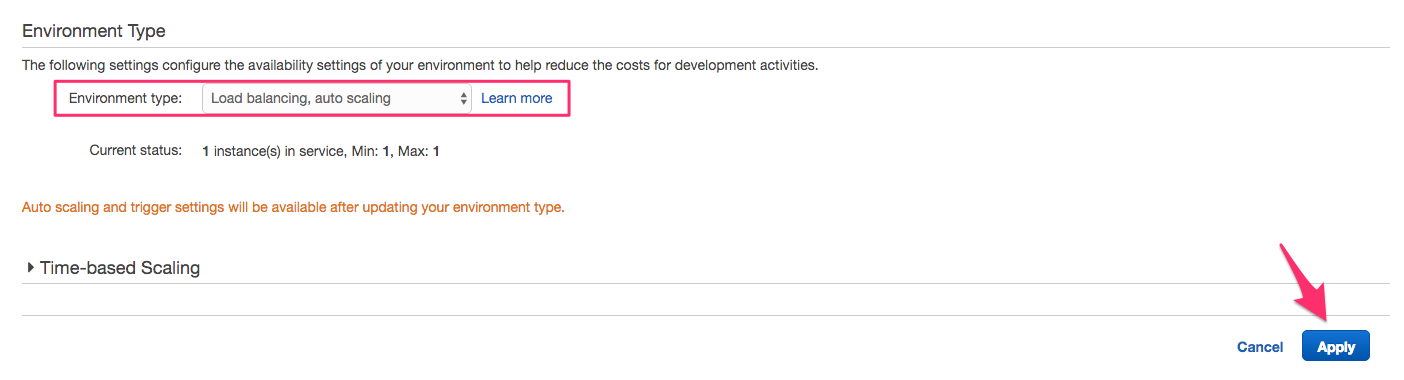 Environment Type
The following settings configure the availability settings of your environment to help reduce the costs for development activities.
Environment type: Load balancing, auto scaling Learn more
Current status: 1 instance(s) in service, Min: 1, Max: 1
Auto scaling and trigger settings will be available after updating your environment type.
Time-based Scaling
Cancel Apply